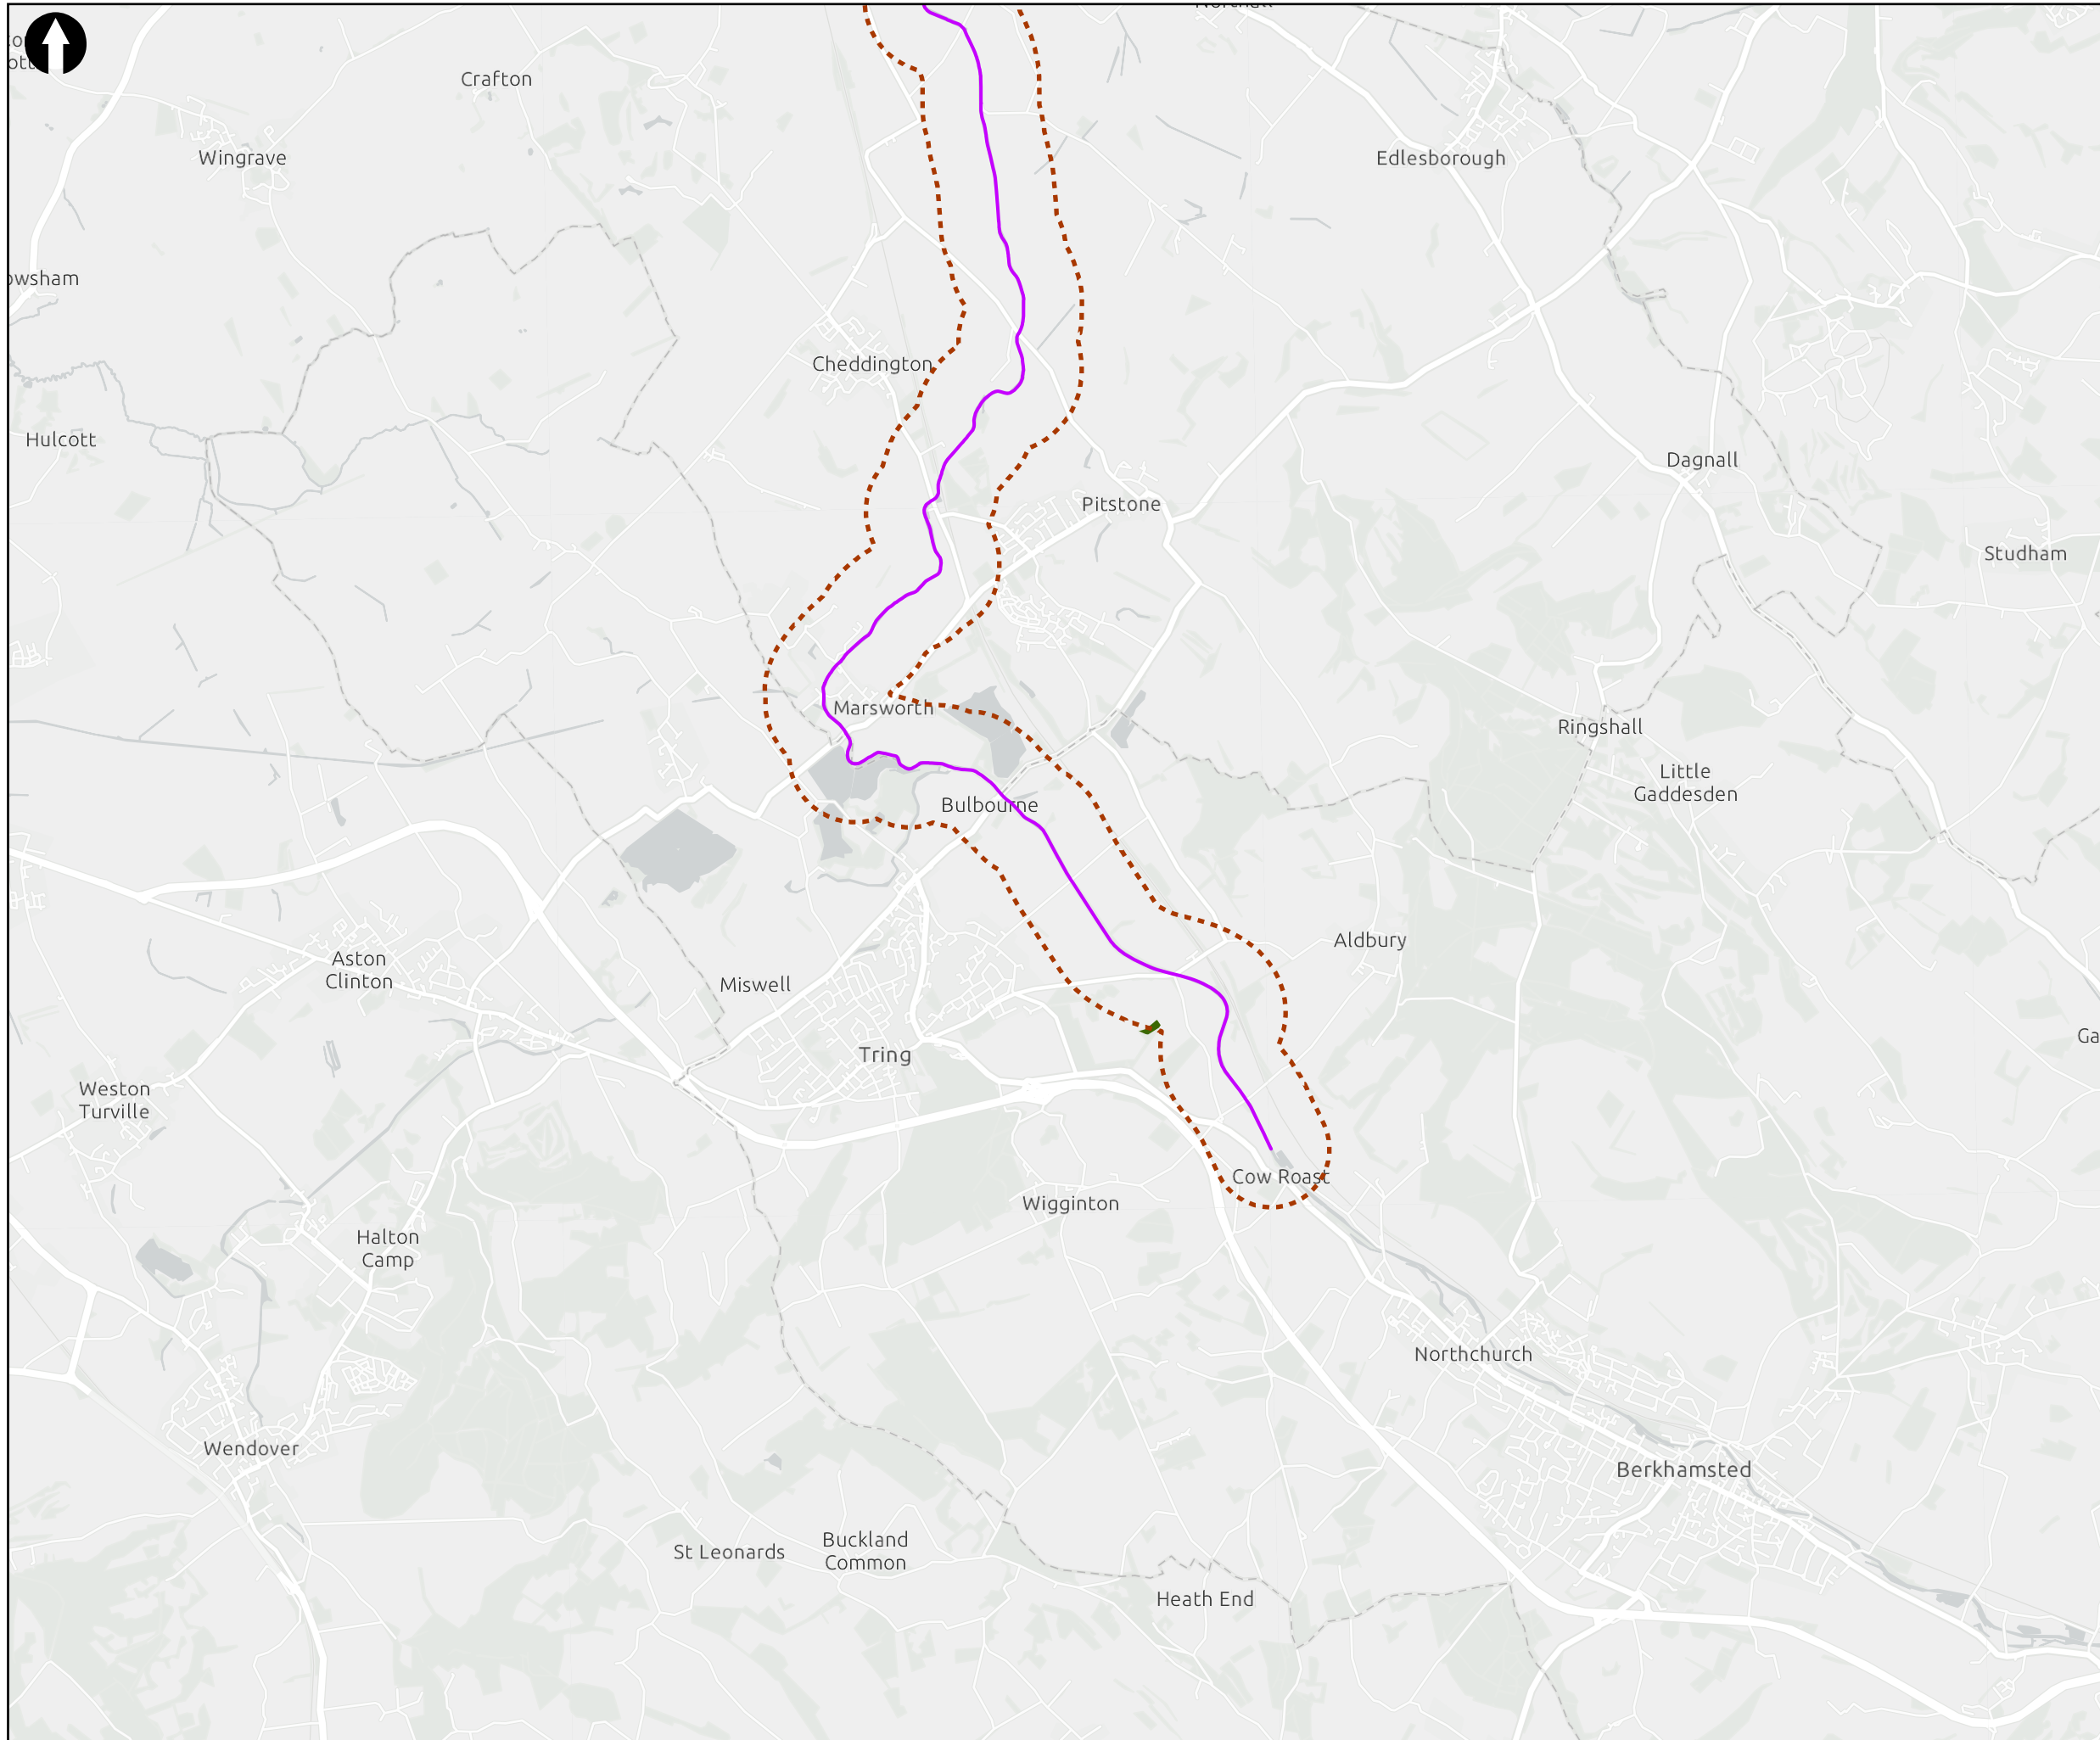 Crafton
Wingrave
Edlesborough
Cheddington
Hulcott
Dagnall
Pitstone
Studham
Marsworth
Ringshall
Little
Gaddesden
Bulbourne
Aldbury
Aston
Clinton
Miswell
Tring
Weston
Turville
Cow Roast
Wigginton
Halton
Camp
Northchurch
Wendover
Berkhamsted
Buckland
Common
St Leonards
Heath End